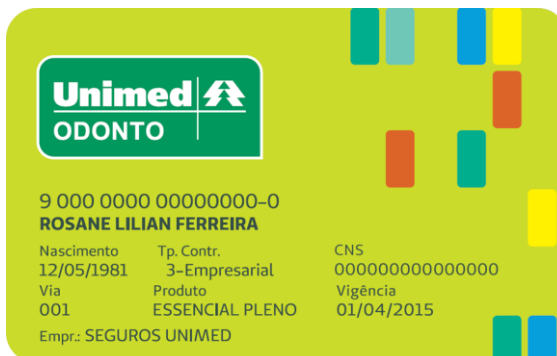 Unimed
ODONTO
9 000 0000 00000000-0
ROSANE LILIAN FERREIRA
Nascimento Tp. Contr. CNS
12/05/1981 3-Empresarial 000000000000000
Via Produto Vigência
001 ESSENCIAL PLENO 01/04/2015
Empr.: SEGUROS UNIMED